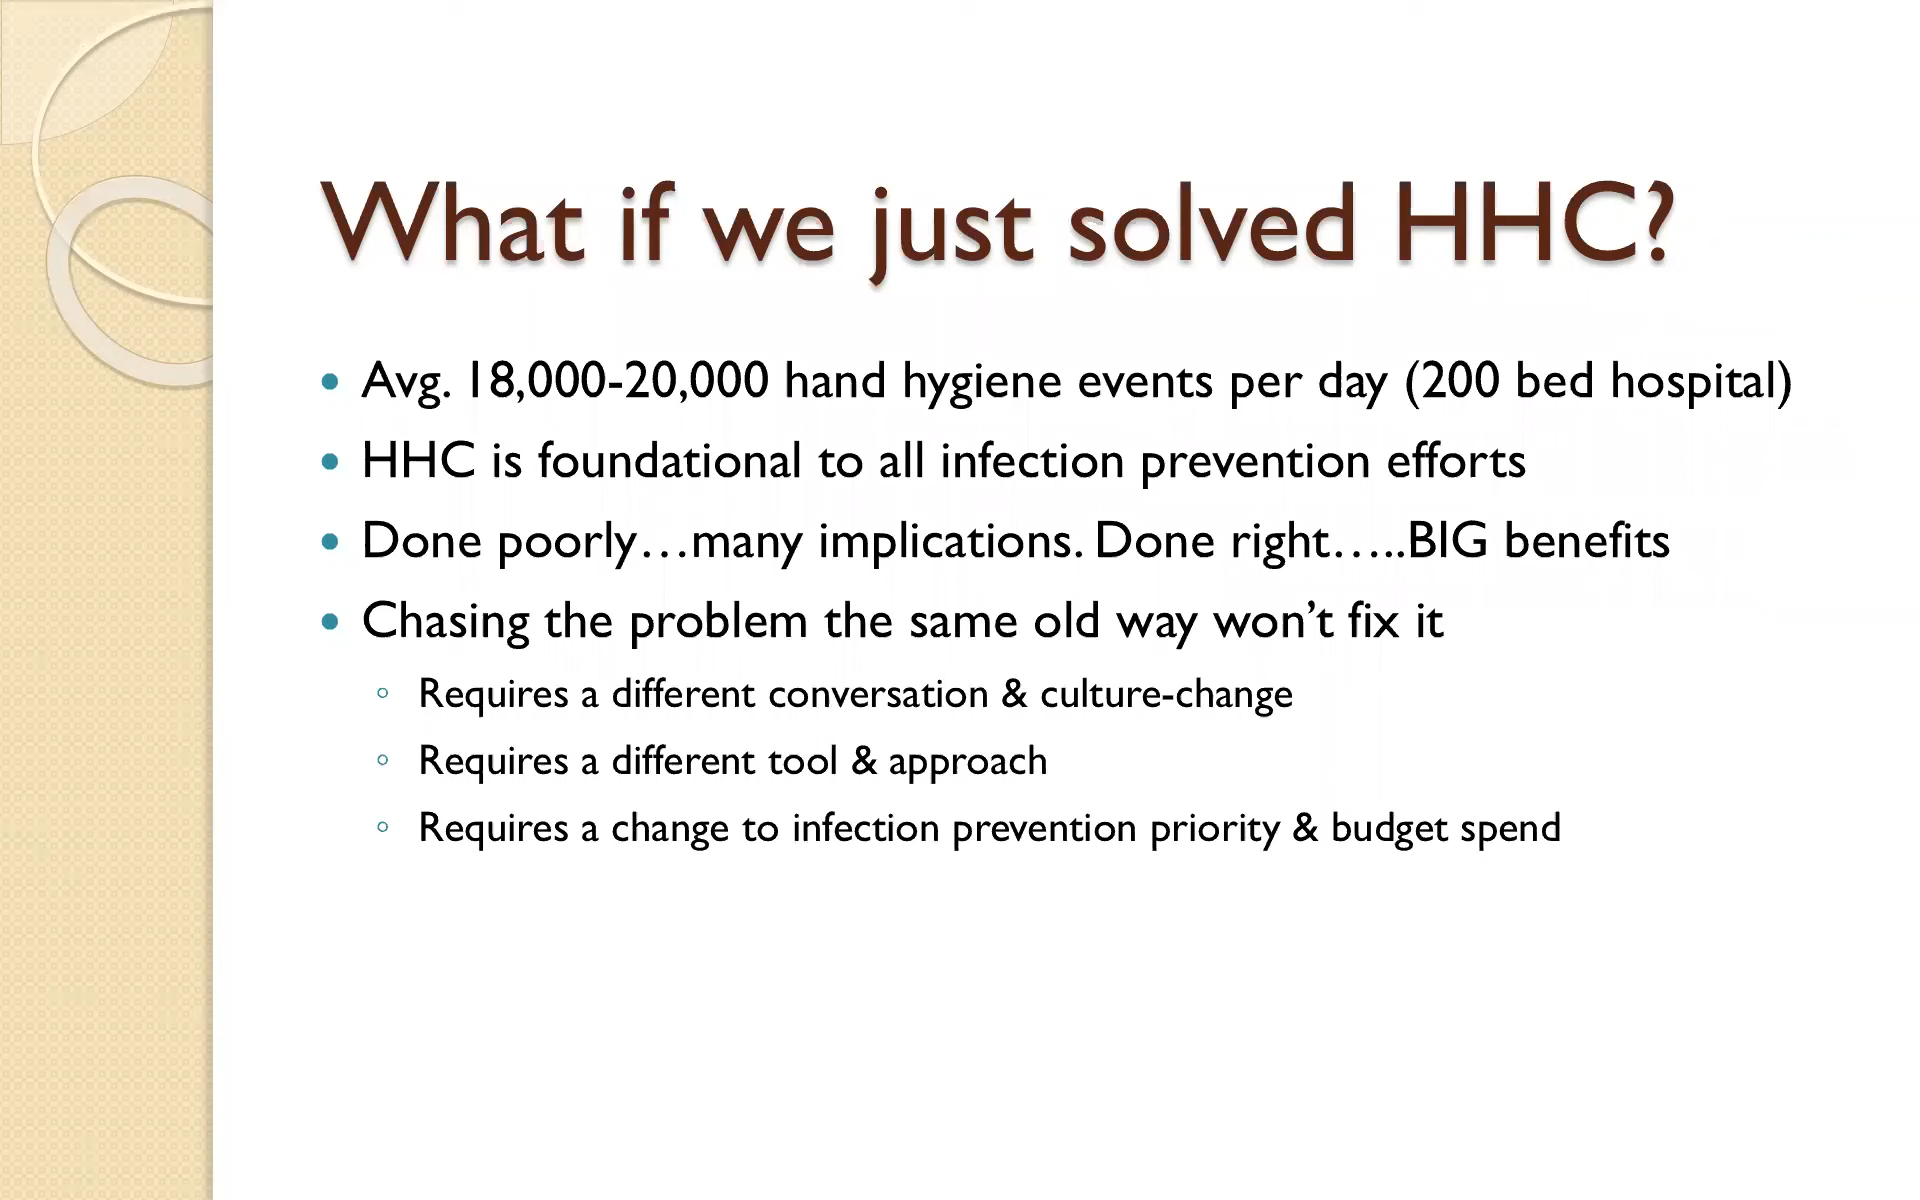 What if we just solved HHC?
• Avg. 18,000-20,000 hand hygiene events per day (200 bed hospital)
• HHC is foundational to all infection prevention efforts
• Done poorly…many implications. Done right…..BIG benefits
• Chasing the problem the same old way won’t fix it
◦ Requires a different conversation & culture-change
◦ Requires a different tool & approach
◦ Requires a change to infection prevention priority & budget spend